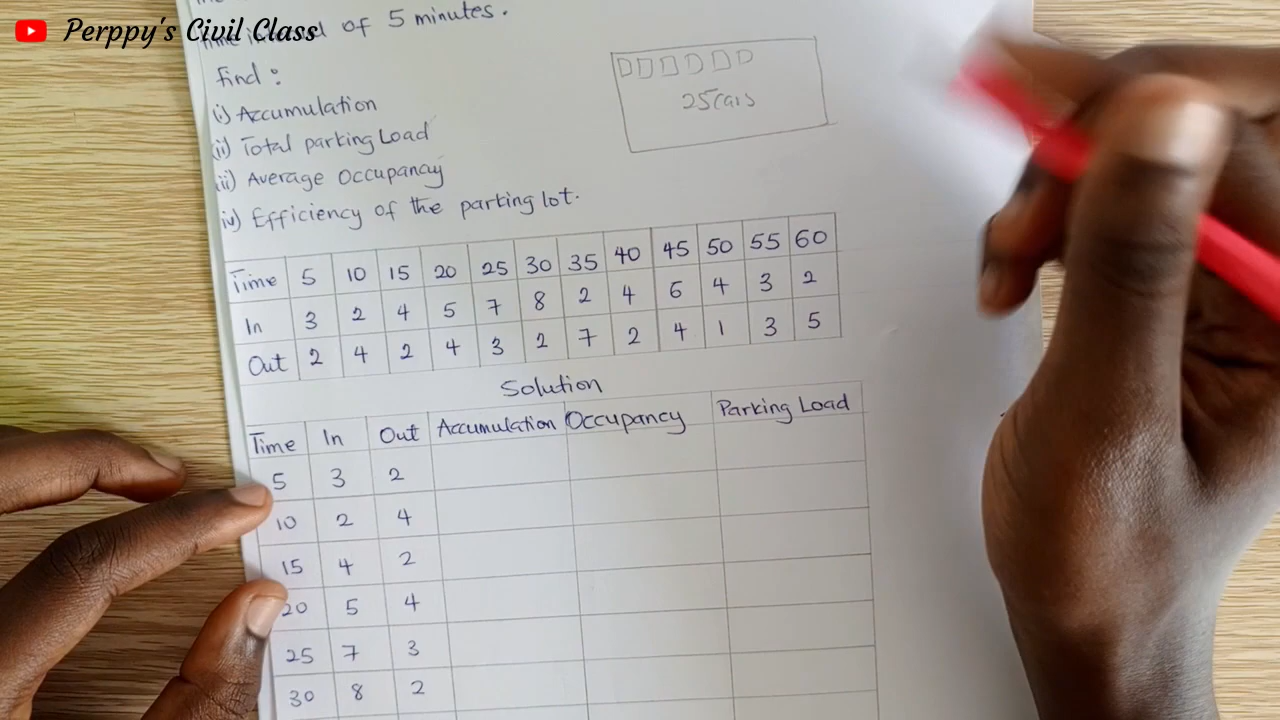 Perppy's Civil Class
of 5 minutes.
Find :
(i) Accumulation
(ii) Total parking Load
(iii) Average Occupancy
(iv) Efficiency of the parking lot.
25 Cars
Time 5 10 15 20 25 30 35 40 45 50 55 60
In 3 2 4 5 7 8 2 4 6 4 3 2
Out 2 4 2 4 3 2 7 2 4 1 3 5
Solution
Time In Out Accumulation Occupancy Parking Load
5 3 2
10 2 4
15 4 2
20 5 4
25 7 3
30 8 2